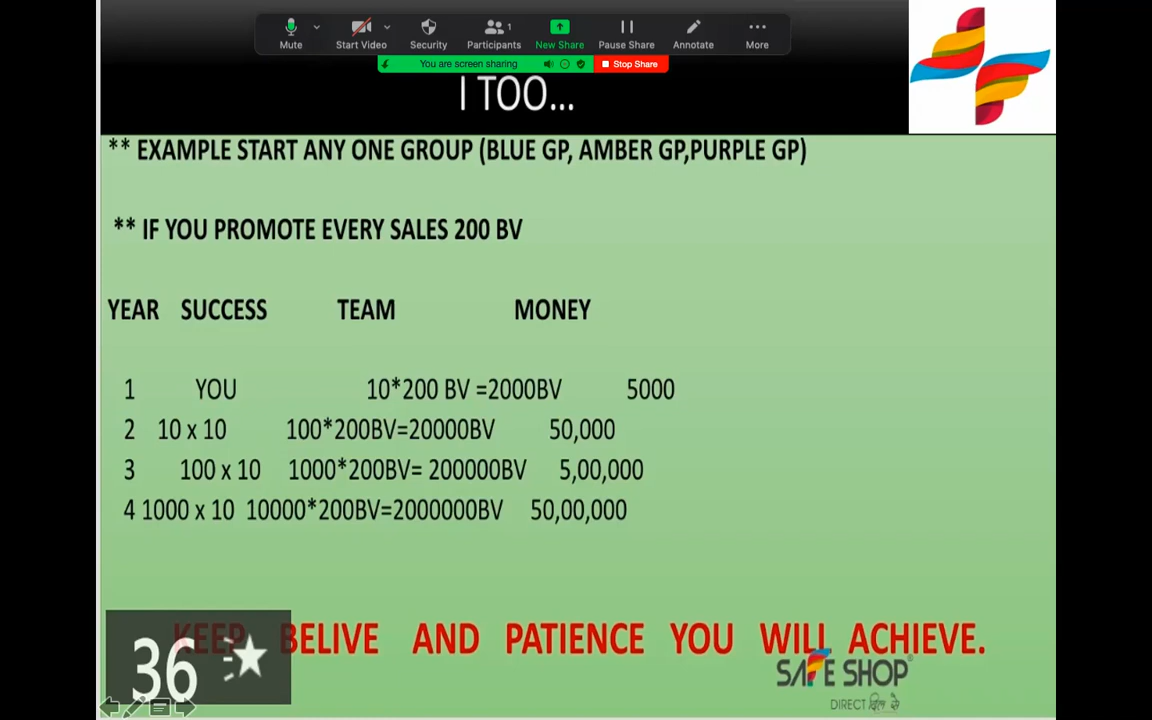 1
Mute Start Video Security Participants New Share Pause Share Annotate More
You are screen sharing Stop Share
I TOO...
** EXAMPLE START ANY ONE GROUP (BLUE GP, AMBER GP,PURPLE GP)
** IF YOU PROMOTE EVERY SALES 200 BV
YEAR SUCCESS TEAM MONEY
1 YOU 10*200 BV =2000BV 5000
2 10 x 10 100*200BV=20000BV 50,000
3 100 x 10 1000*200BV= 200000BV 5,00,000
4 1000 x 10 10000*200BV=2000000BV 50,00,000
KEEP BELIVE AND PATIENCE YOU WILL ACHIEVE.
36
SAFE SHOP
DIRECT दिल से